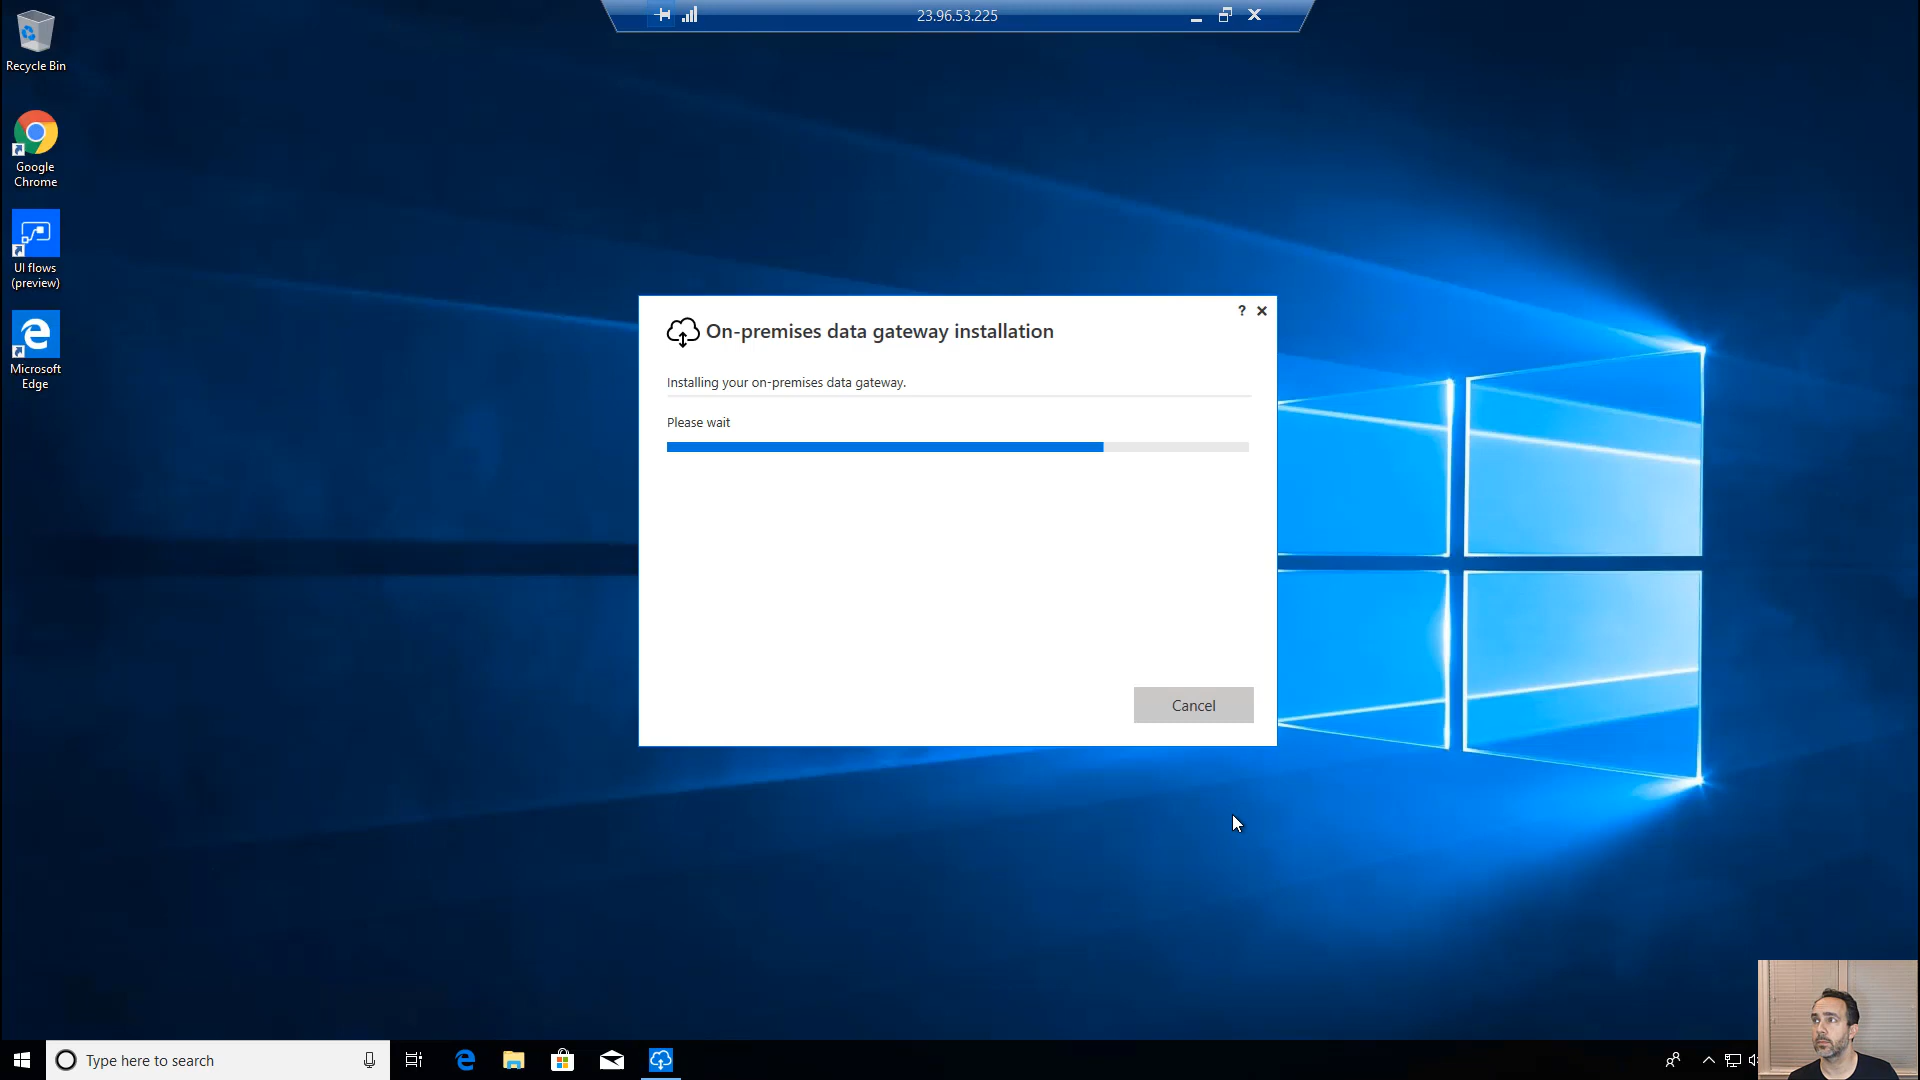 23.96.53.225
Recycle Bin
Google
Chrome
UI flows
(preview)
Microsoft
Edge
? 
On-premises data gateway installation
Installing your on-premises data gateway.
Please wait
Cancel
Type here to search